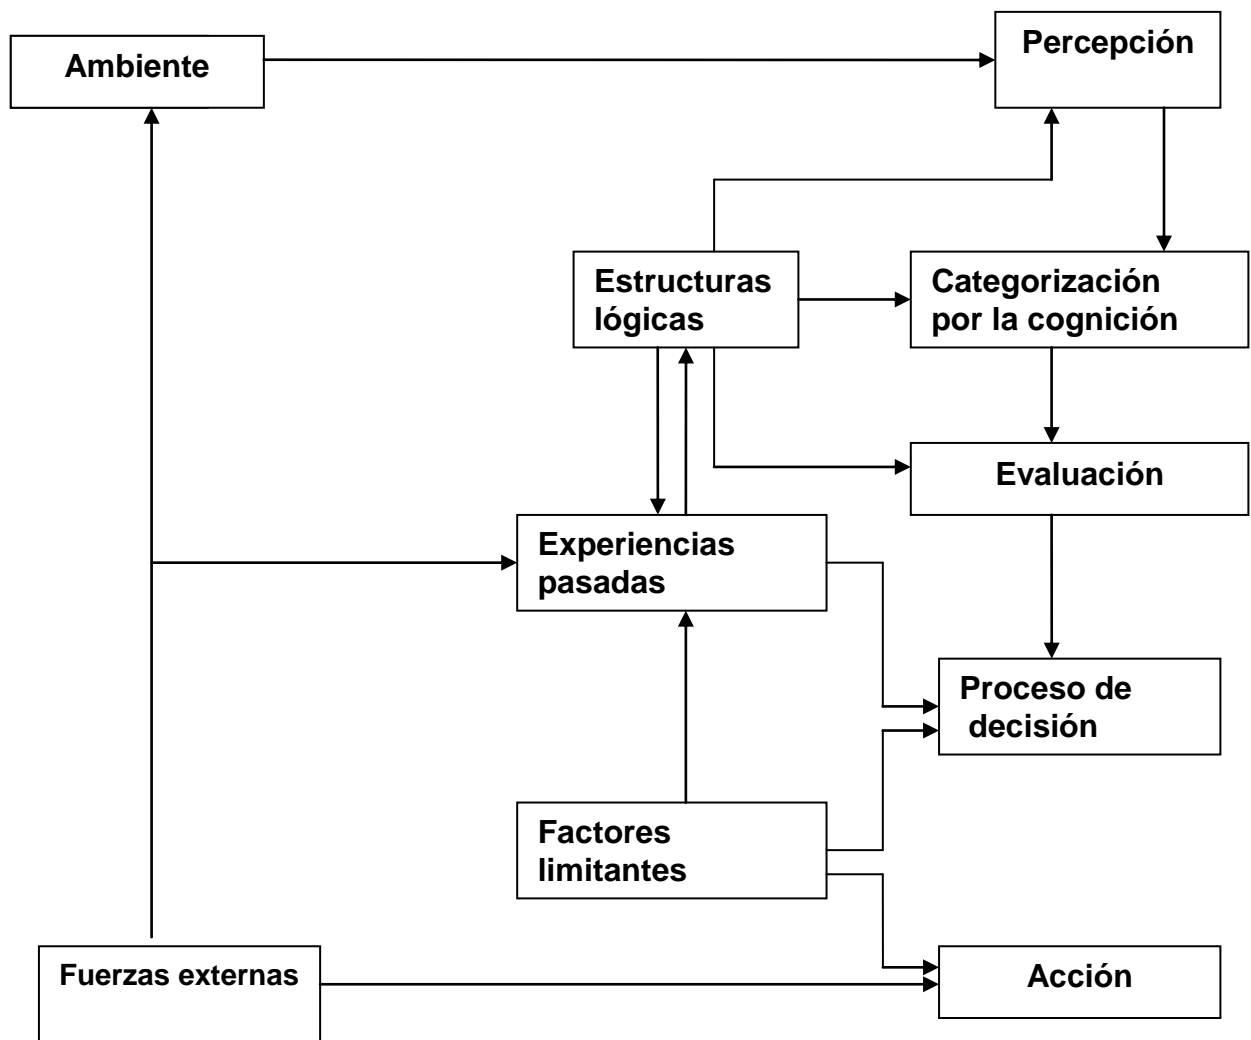 Percepción
Ambiente
Estructuras
lógicas
Categorización
por la cognición
Evaluación
Experiencias
pasadas
Proceso de
decisión
Factores
limitantes
Fuerzas externas
Acción